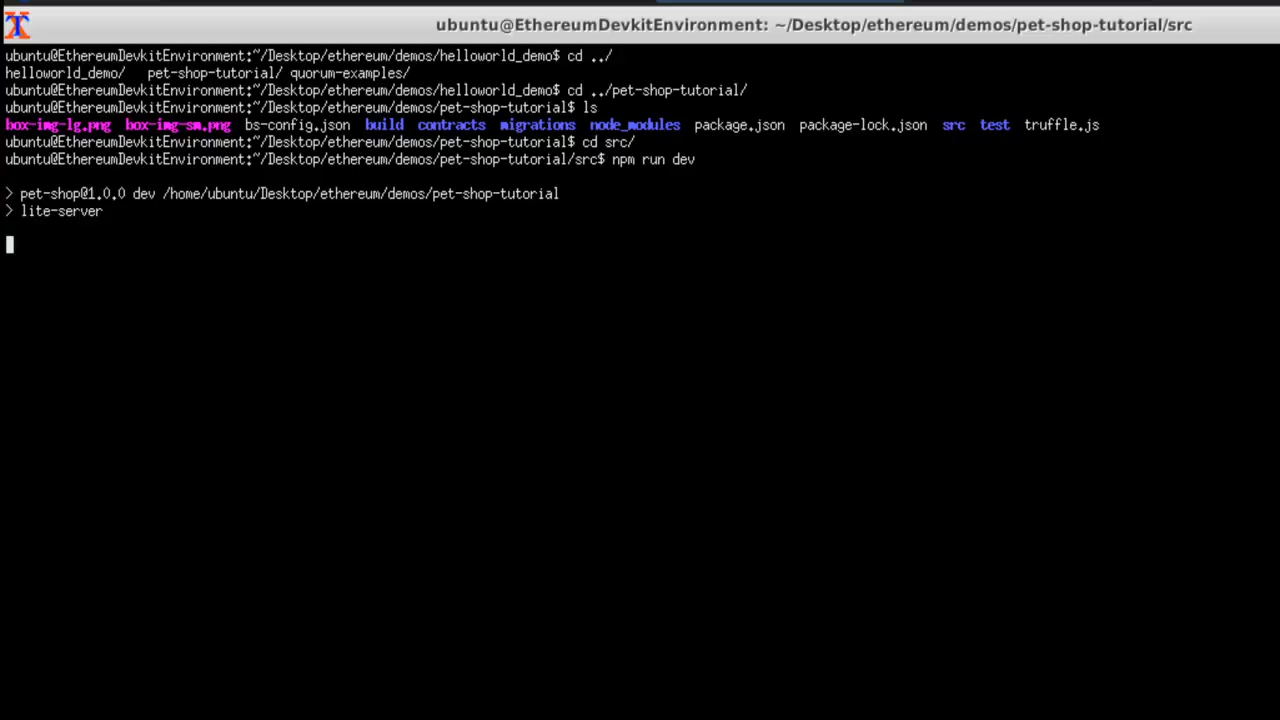 ubuntu@EthereumDevkitEnvironment: ~/Desktop/ethereum/demos/pet-shop-tutorial/src
ubuntu@EthereumDevkitEnvironment:~/Desktop/ethereum/demos/helloworld_demo$ cd ../
helloworld_demo/   pet-shop-tutorial/ quorum-examples/
ubuntu@EthereumDevkitEnvironment:~/Desktop/ethereum/demos/helloworld_demo$ cd ../pet-shop-tutorial/
ubuntu@EthereumDevkitEnvironment:~/Desktop/ethereum/demos/pet-shop-tutorial$ ls
box-img-lg.png  box-img-sm.png  bs-config.json  build  contracts  migrations  node_modules  package.json  package-lock.json  src  test  truffle.js
ubuntu@EthereumDevkitEnvironment:~/Desktop/ethereum/demos/pet-shop-tutorial$ cd src/
ubuntu@EthereumDevkitEnvironment:~/Desktop/ethereum/demos/pet-shop-tutorial/src$ npm run dev
> pet-shop@1.0.0 dev /home/ubuntu/Desktop/ethereum/demos/pet-shop-tutorial
> lite-server